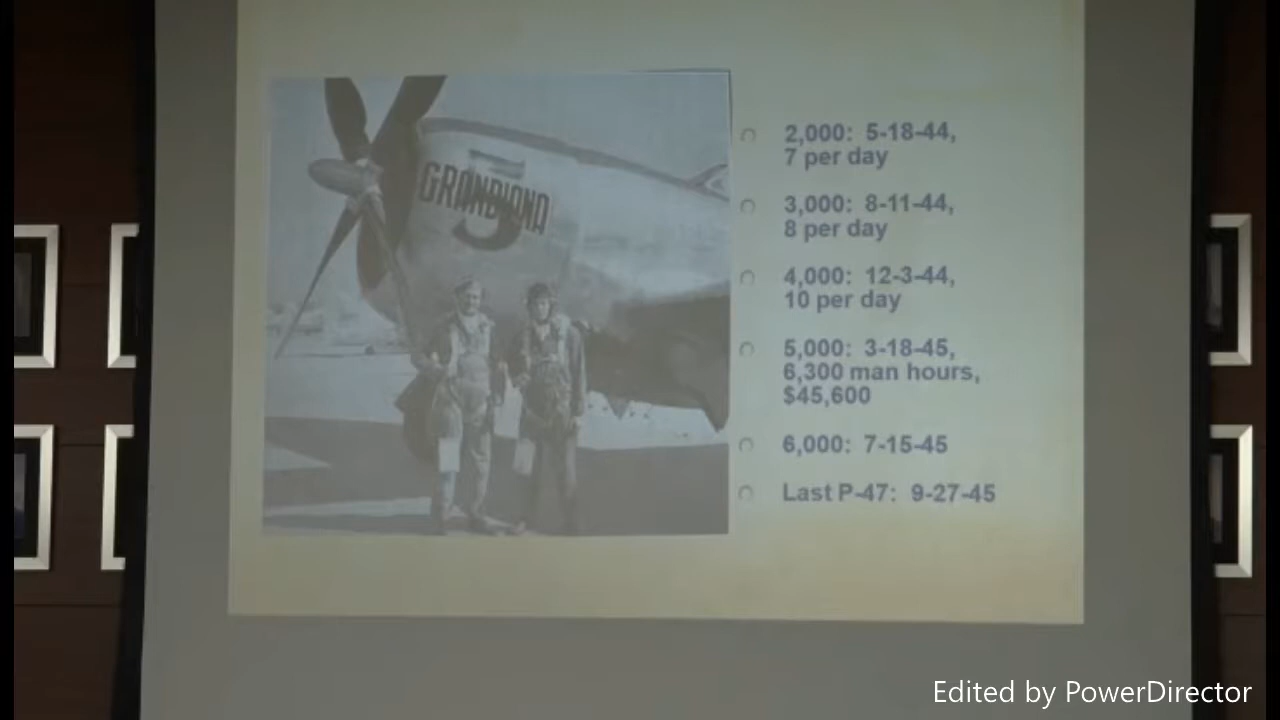 5
GRANDIANA
2,000: 5-18-44,
7 per day
3,000: 8-11-44,
8 per day
4,000: 12-3-44,
10 per day
5,000: 3-18-45,
6,300 man hours,
$45,600
6,000: 7-15-45
Last P-47: 9-27-45
Edited by PowerDirector